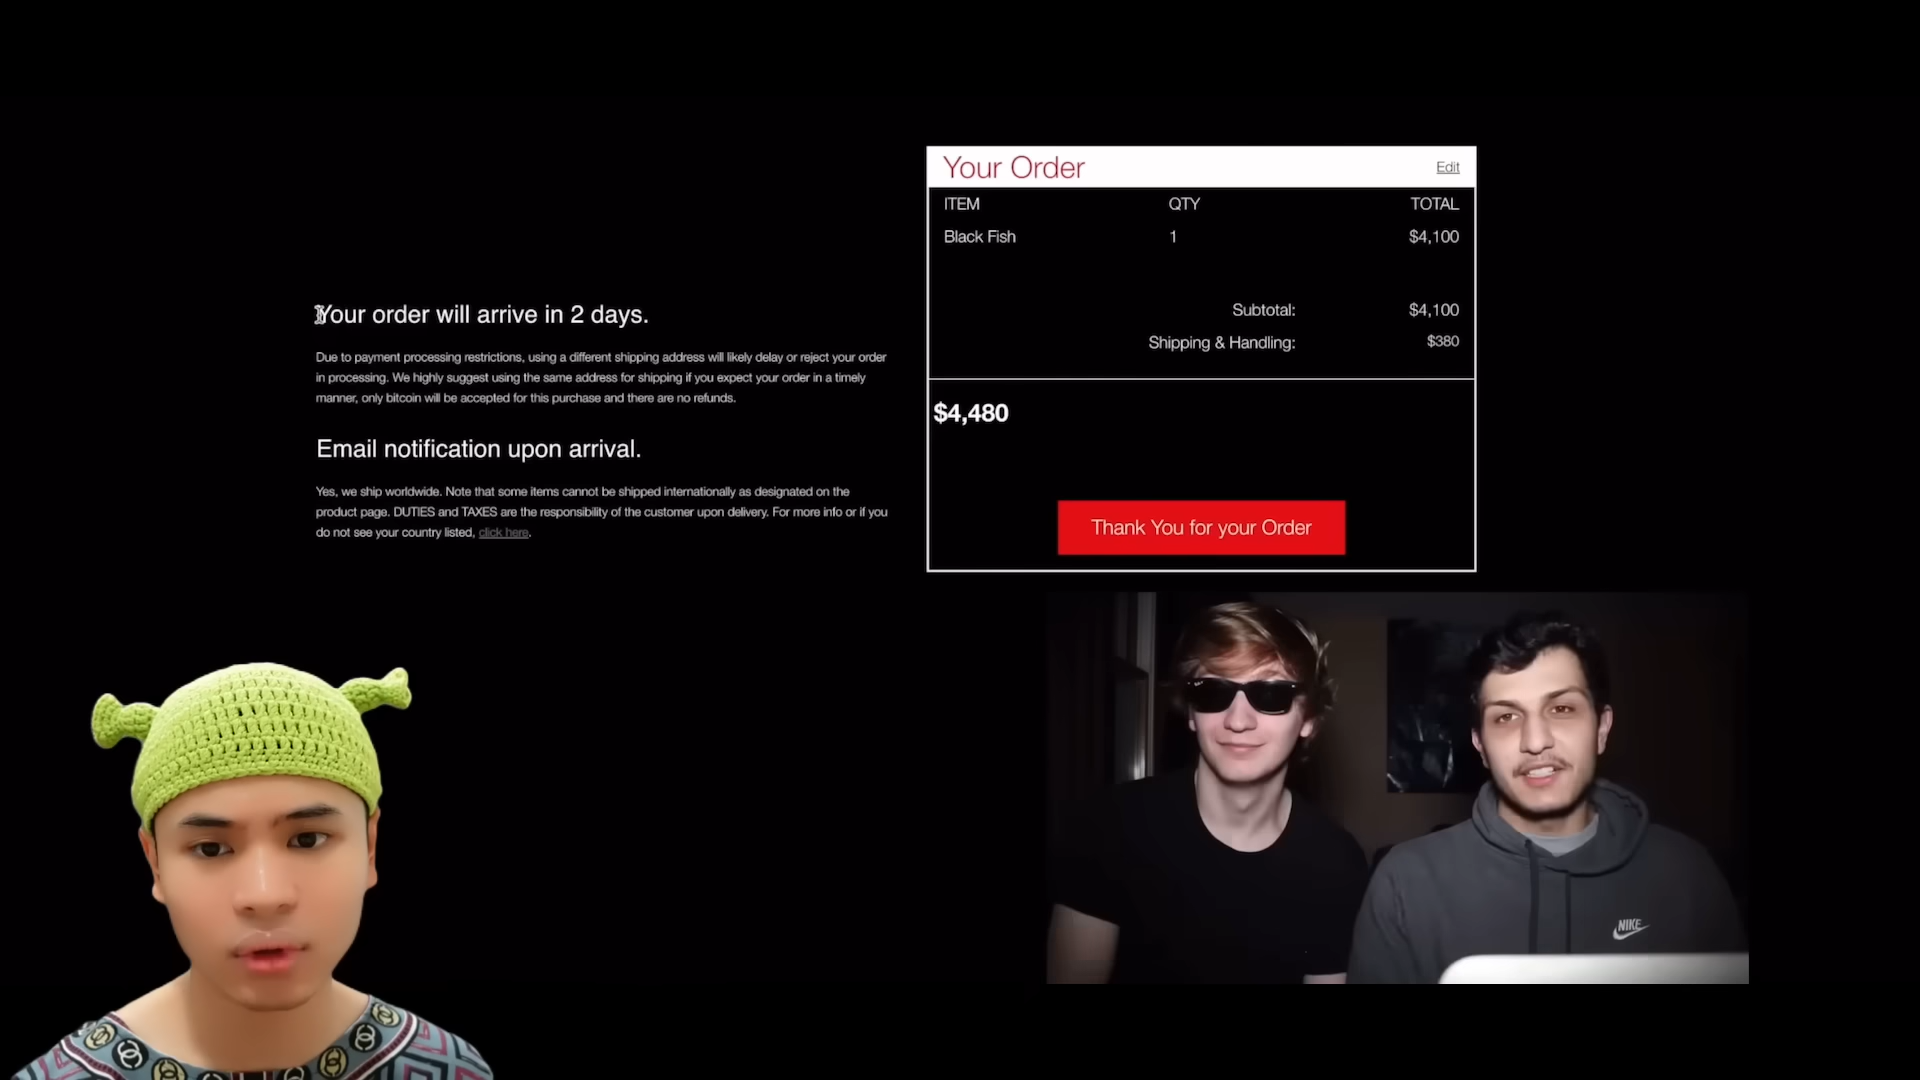 Your order will arrive in 2 days.
Due to payment processing restrictions, using a different shipping address will likely delay or reject your order
in processing. We highly suggest using the same address for shipping if you expect your order in a timely
manner, only bitcoin will be accepted for this purchase and there are no refunds.
Email notification upon arrival.
Yes, we ship worldwide. Note that some items cannot be shipped internationally as designated on the
product page. DUTIES and TAXES are the responsibility of the customer upon delivery. For more info or if you
do not see your country listed, click here.
Your Order Edit
ITEM QTY TOTAL
Black Fish 1 $4,100
Subtotal: $4,100
Shipping & Handling: $380
$4,480
Thank You for your Order
NIKE